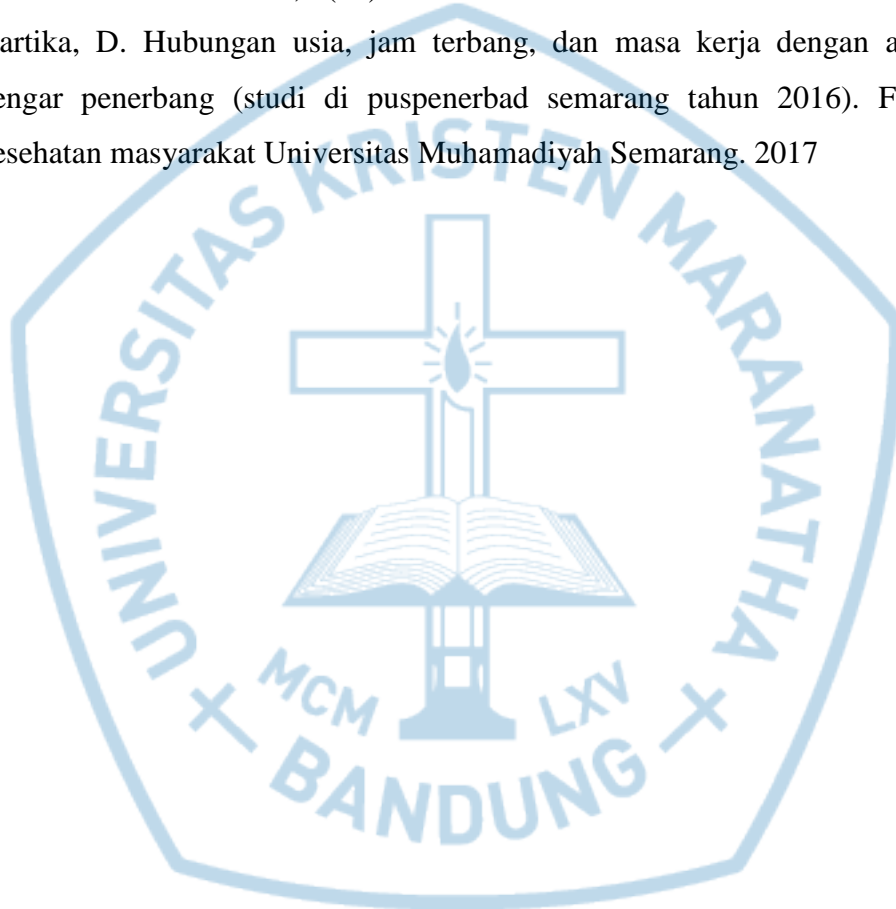 artika, D. Hubungan usia, jam terbang, dan masa kerja dengan a
engar penerbang (studi di puspenerbad semarang tahun 2016). F
esehatan masyarakat Universitas Muhamadiyah Semarang. 2017
UNIVERSITAS KRISTEN MARANATHA
MCM LXV
BANDUNG